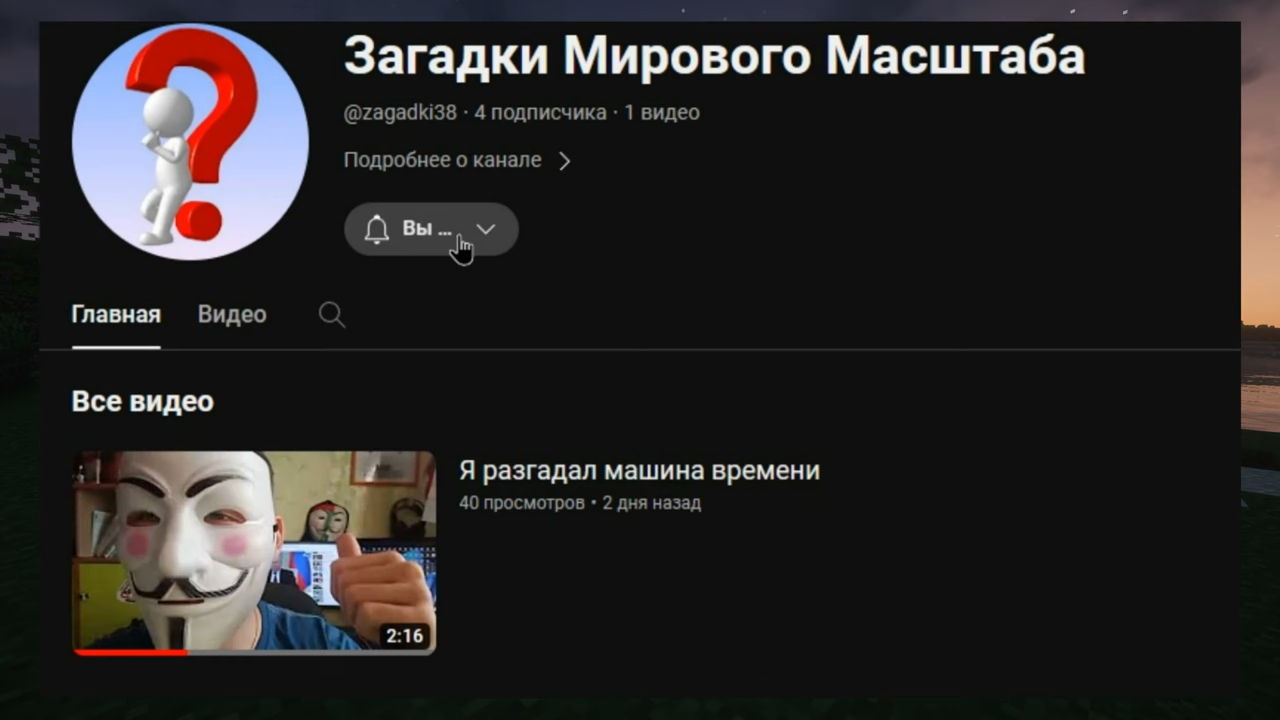 Загадки Мирового Масштаба
@zagadki38 · 4 подписчика · 1 видео
Подробнее о канале
Вы ...
Главная Видео
Все видео
Я разгадал машина времени
40 просмотров • 2 дня назад
2:16